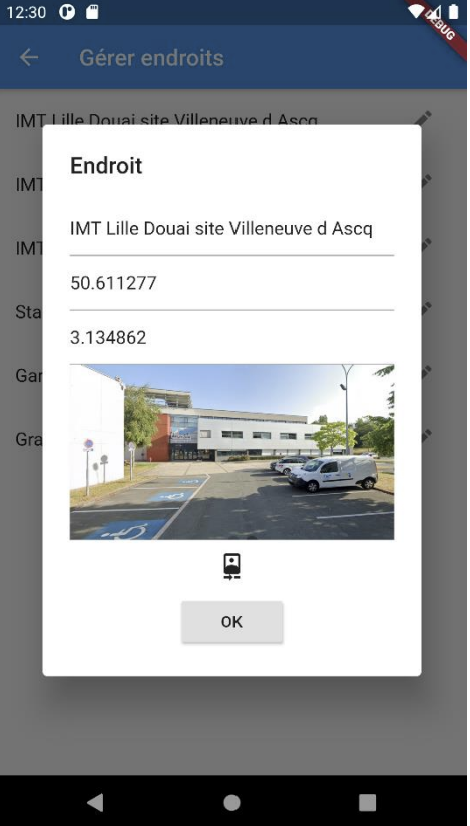 12:30
DEBUG
Gérer endroits
IMT Lille Douai site Villeneuve d Ascq
IMT
IMT
Sta
Gar
Gra
Endroit
IMT Lille Douai site Villeneuve d Ascq
50.611277
3.134862
OK